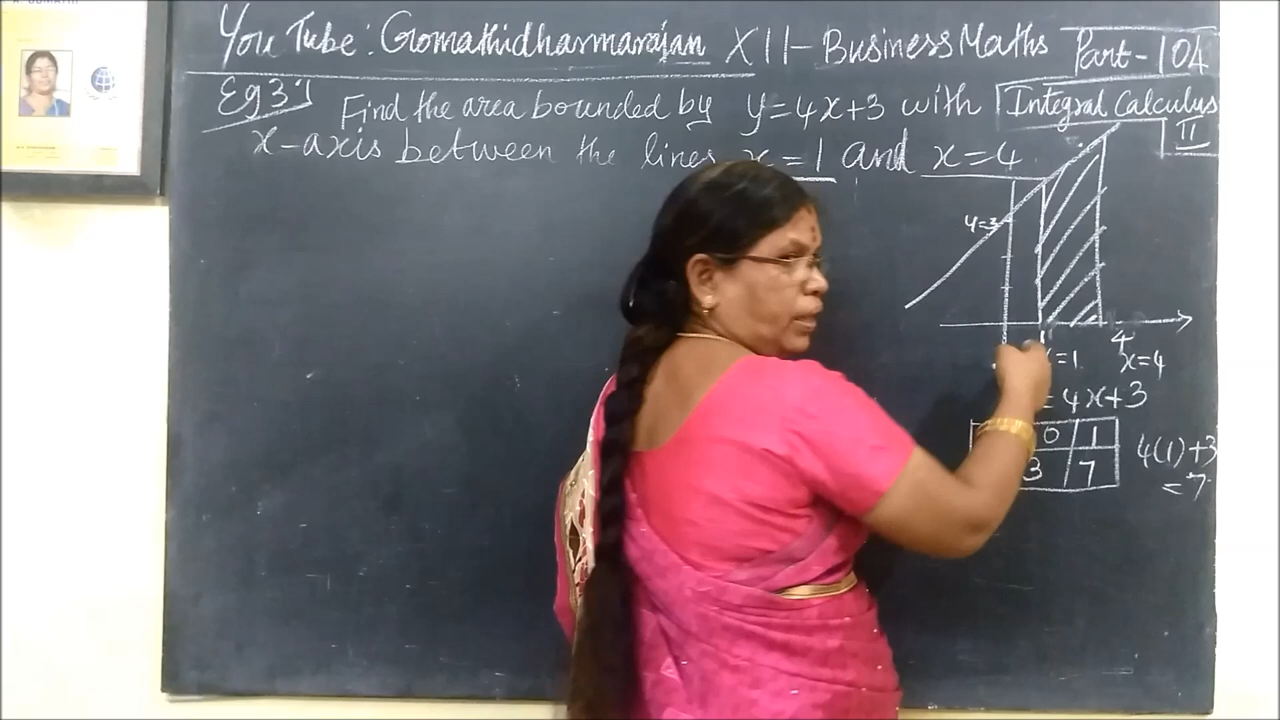 You Tube: Gomathidharmarajan XII-Business Maths Part-104
Eg 3.1 Find the area bounded by y=4x+3 with Integral Calculus
II
x-axis between the lines x=1 and x=4
y=3
1 4
x=1 x=4
= 4x+3
0 1
3 7
4(1)+3
=7